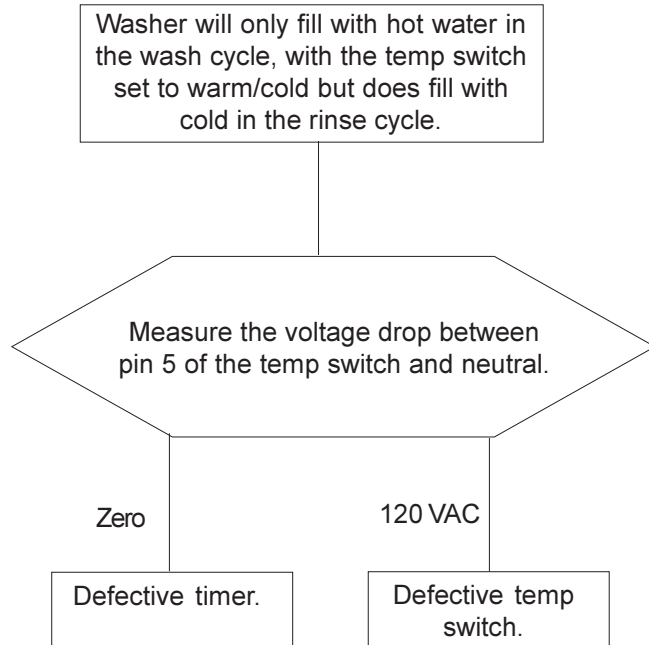 Washer will only fill with hot water in
the wash cycle, with the temp switch
set to warm/cold but does fill with
cold in the rinse cycle.
Measure the voltage drop between
pin 5 of the temp switch and neutral.
Zero
120 VAC
Defective timer.
Defective temp
switch.